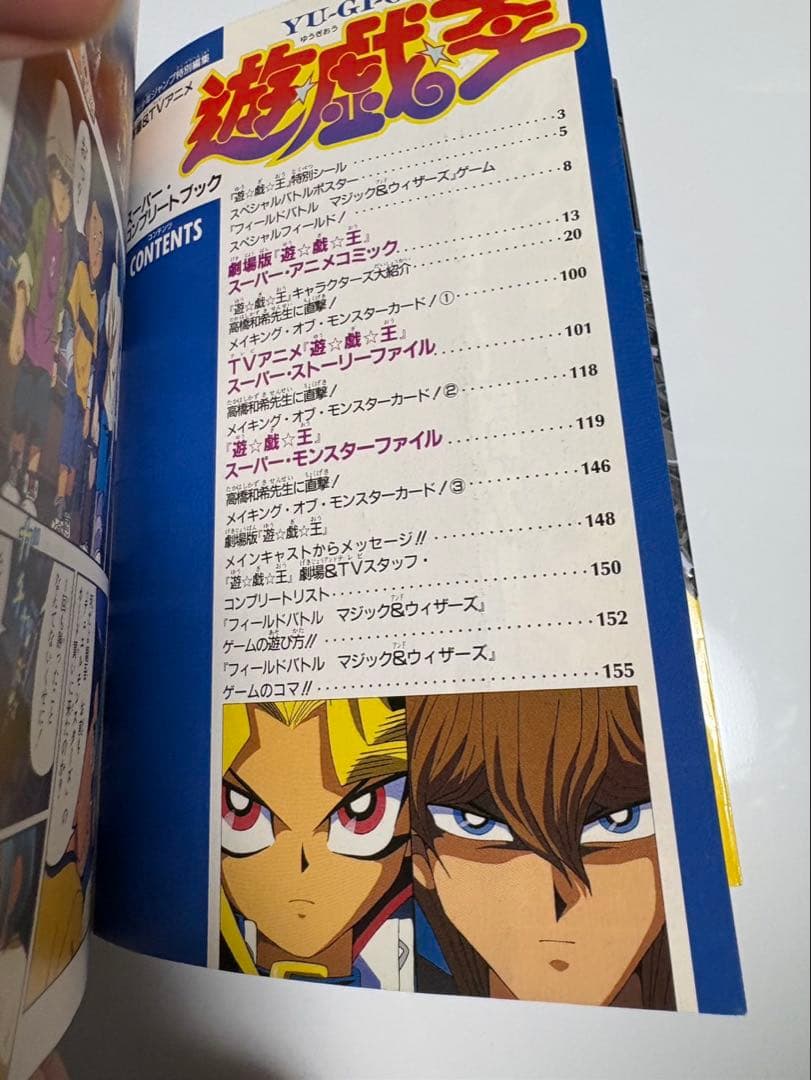 YU-GI-O
ゆうぎおう
遊☆戯☆王
少年ジャンプ特別編集
&TVアニメ
スーパー・
コンプリートブック
コンテンツ
CONTENTS
『遊☆戯☆王』特別シール 3
スペシャルバトルポスター 5
『フィールドバトル マジック&ウィザーズ』ゲーム
スペシャルフィールド! 8
劇場版『遊☆戯☆王』
スーパー・アニメコミック 13
『遊☆戯☆王』キャラクターズ大紹介 20
高橋和希先生に直撃!
メイキング・オブ・モンスターカード!① 100
TVアニメ『遊☆戯☆王』
スーパー・ストーリーファイル 101
高橋和希先生に直撃!
メイキング・オブ・モンスターカード!② 118
『遊☆戯☆王』
スーパー・モンスターファイル 119
高橋和希先生に直撃!
メイキング・オブ・モンスターカード!③ 146
劇場版『遊☆戯☆王』
メインキャストからメッセージ!! 148
『遊☆戯☆王』劇場&TVスタッフ・
コンプリートリスト 150
『フィールドバトル マジック&ウィザーズ』
ゲームの遊び方!! 152
『フィールドバトル マジック&ウィザーズ』
ゲームのコマ!! 155